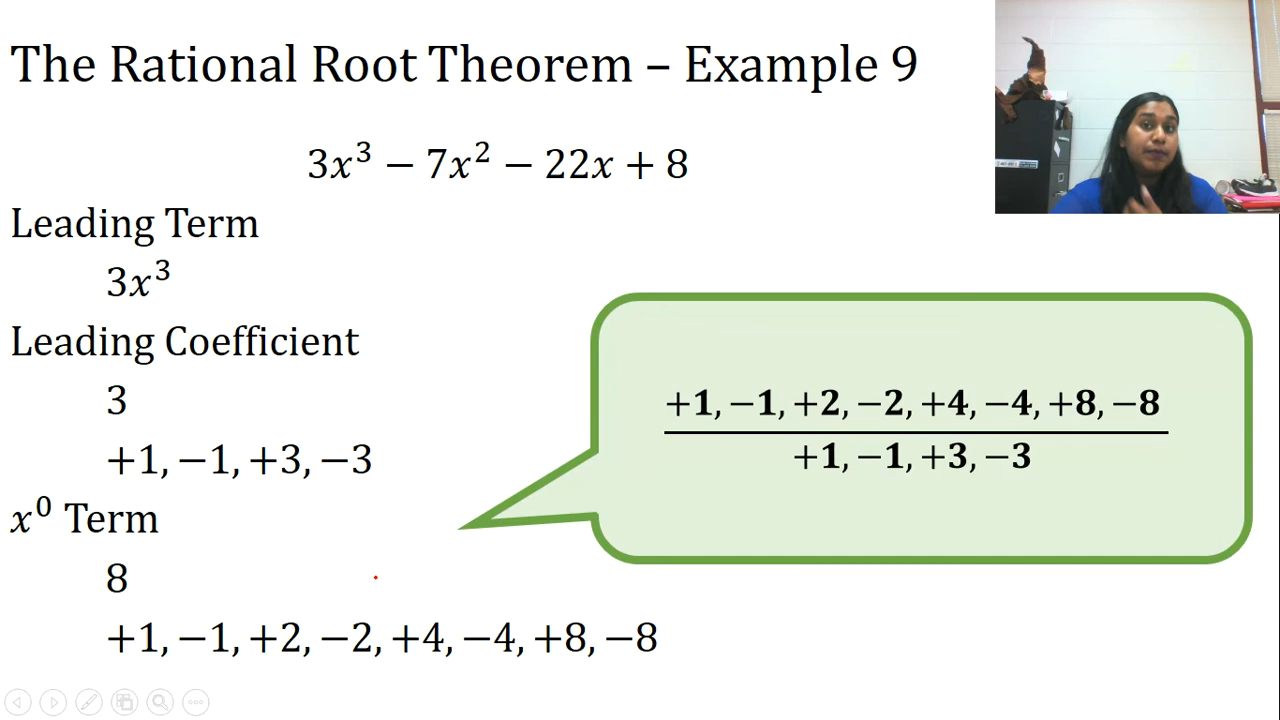 The Rational Root Theorem – Example 9
3x³ − 7x² − 22x + 8
Leading Term
3x³
Leading Coefficient
3
+1, −1, +3, −3
x⁰ Term
8
+1, −1, +2, −2, +4, −4, +8, −8
+1, −1, +2, −2, +4, −4, +8, −8
+1, −1, +3, −3